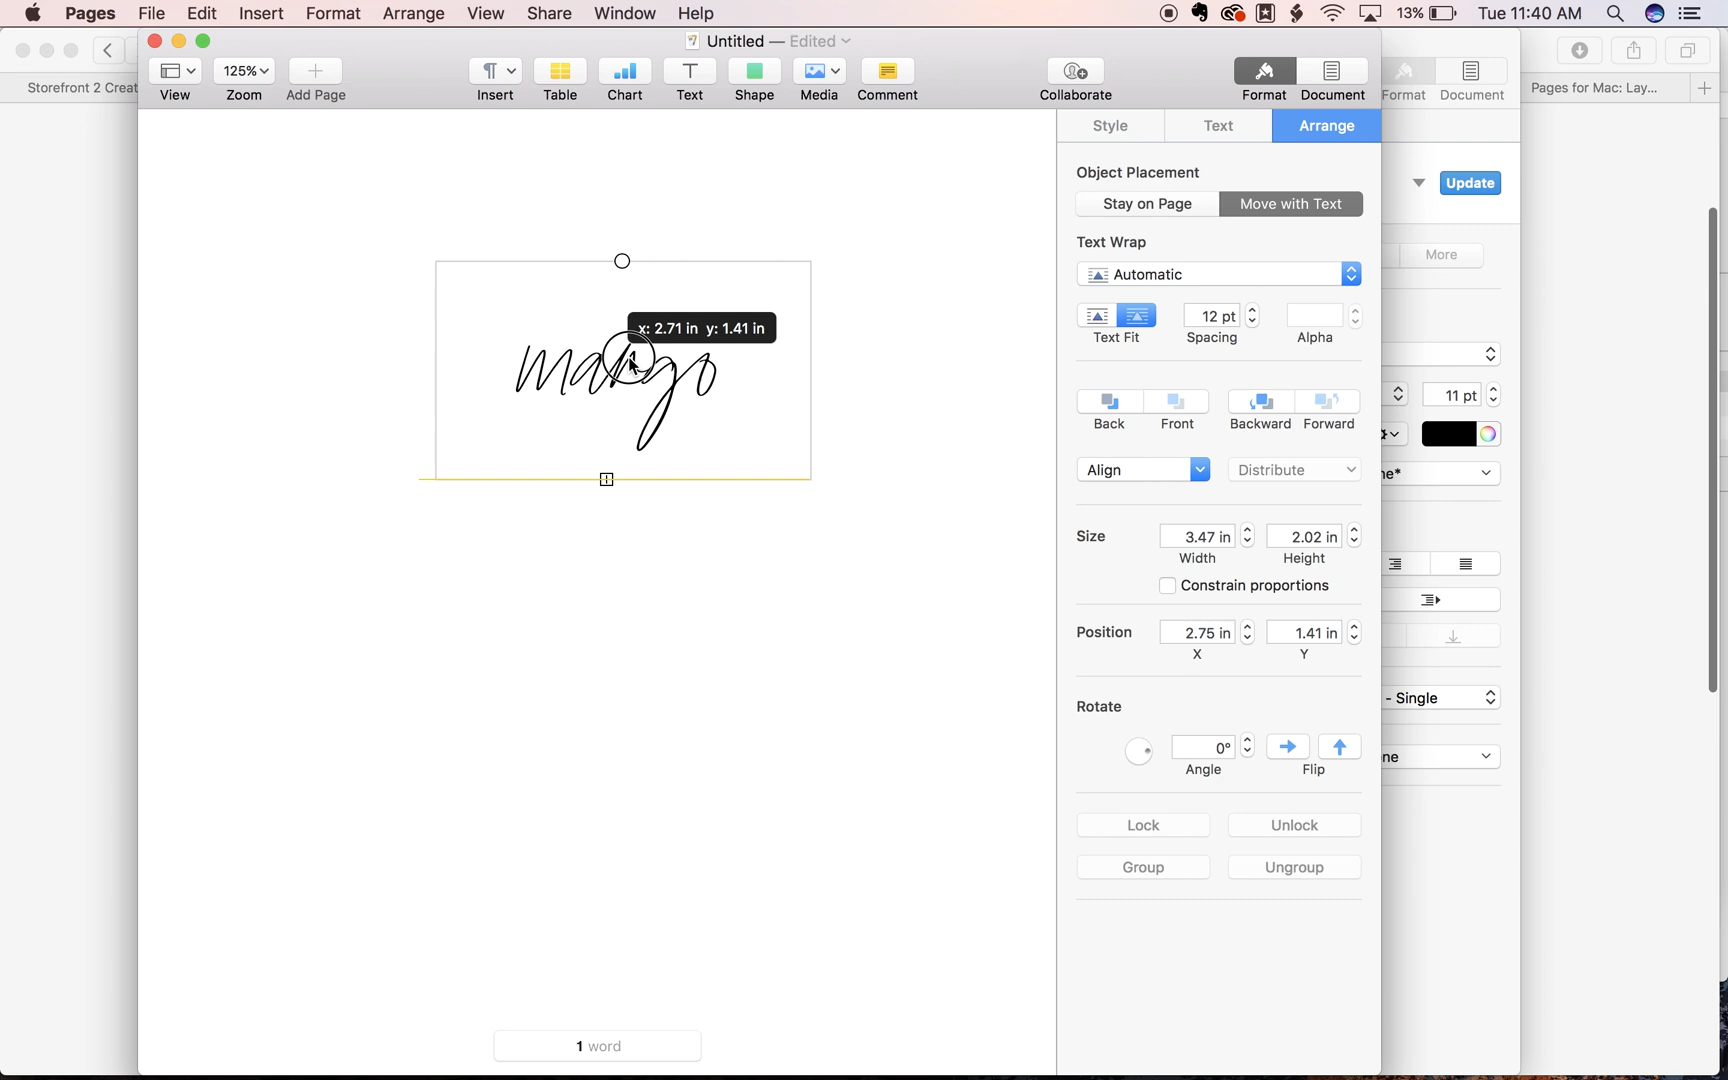 Pages File Edit Insert Format Arrange View Share Window Help 13% Tue 11:40 AM
Untitled — Edited
125%
View Zoom Add Page Insert Table Chart Text Shape Media Comment Collaborate Format Document Format Document
Storefront 2 Creat
Pages for Mac: Lay...
Style Text Arrange
Object Placement
Stay on Page Move with Text
Update
Text Wrap
Automatic
More
12 pt
Text Fit Spacing Alpha
x: 2.71 in y: 1.41 in
mango
11 pt
Back Front Backward Forward
Align Distribute
ne*
Size 3.47 in 2.02 in
Width Height
Constrain proportions
Position 2.75 in 1.41 in
X Y
- Single
Rotate
0°
Angle Flip
ne
Lock Unlock
Group Ungroup
1 word